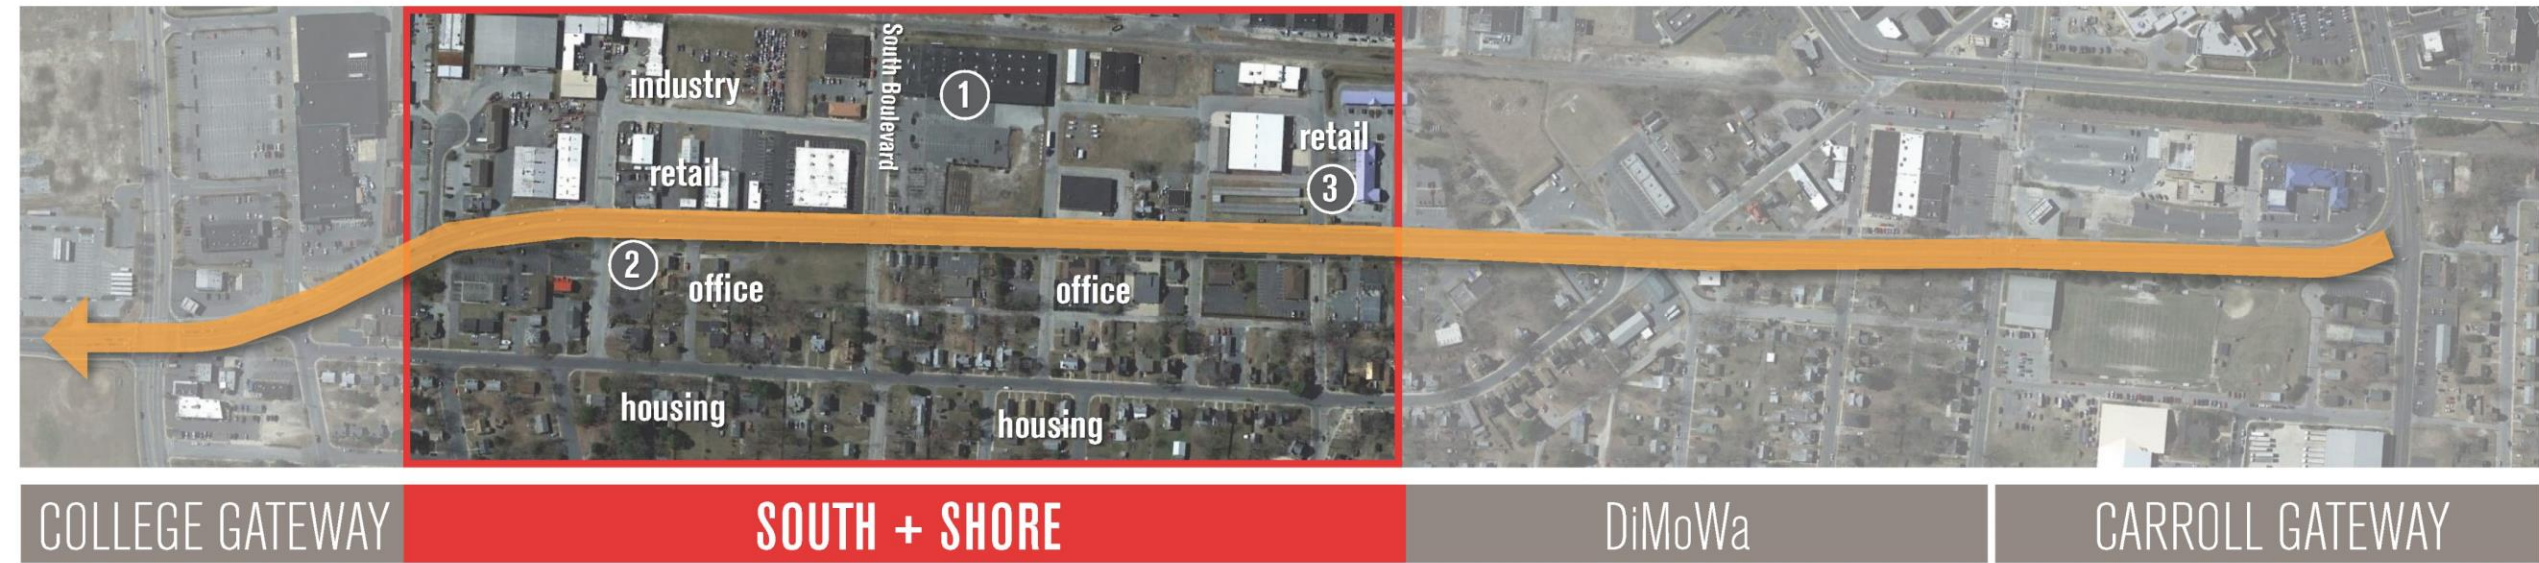 industry
South Boulevard
1
retail
retail
3
2
office
office
housing
housing
COLLEGE GATEWAY
SOUTH + SHORE
DiMoWa
CARROLL GATEWAY